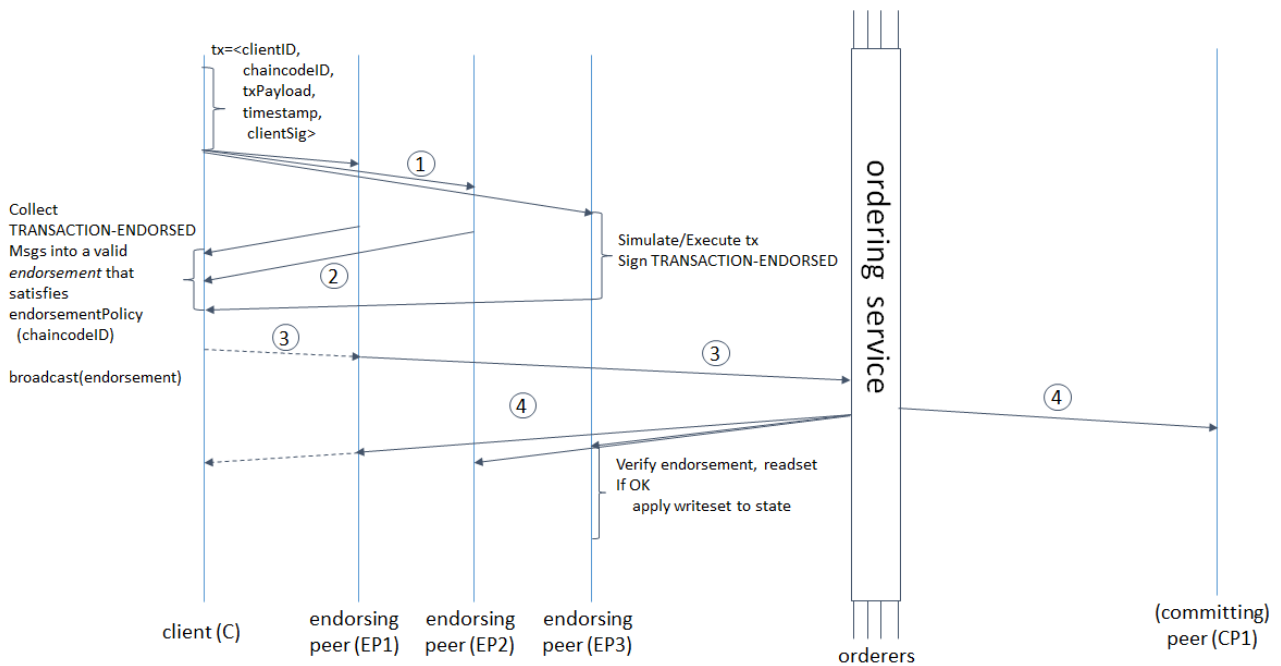 tx=<clientID,
chaincodeID,
txPayload,
timestamp,
clientSig>
1
Collect
TRANSACTION-ENDORSED
Msgs into a valid
endorsement that
satisfies
endorsementPolicy
(chaincodeID)
Simulate/Execute tx
Sign TRANSACTION-ENDORSED
2
3
3
broadcast(endorsement)
ordering service
4
4
Verify endorsement, readset
If OK
apply writeset to state
client (C)
endorsing
peer (EP1)
endorsing
peer (EP2)
endorsing
peer (EP3)
orderers
(committing)
peer (CP1)